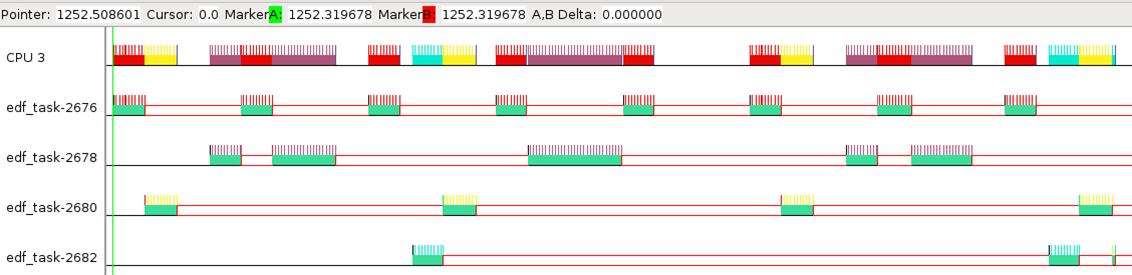 Pointer: 1252.508601 Cursor: 0.0 MarkerA: 1252.319678 MarkerB: 1252.319678 A,B Delta: 0.000000
CPU 3
edf_task-2676
edf_task-2678
edf_task-2680
edf_task-2682